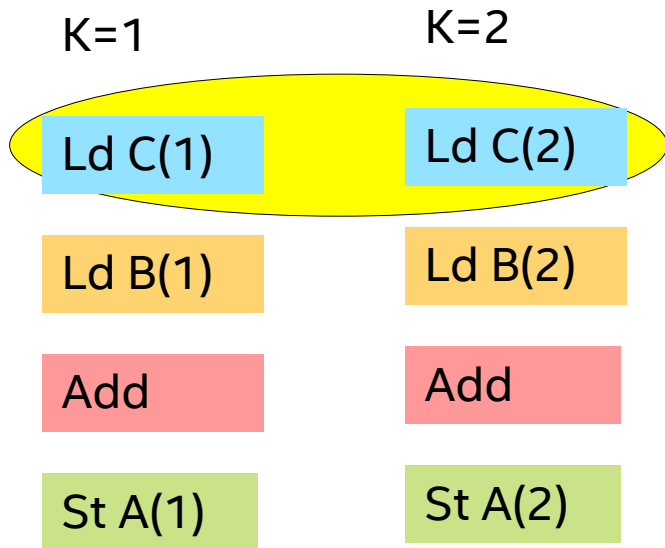 K=1 K=2
Ld C(1) Ld C(2)
Ld B(1) Ld B(2)
Add Add
St A(1) St A(2)